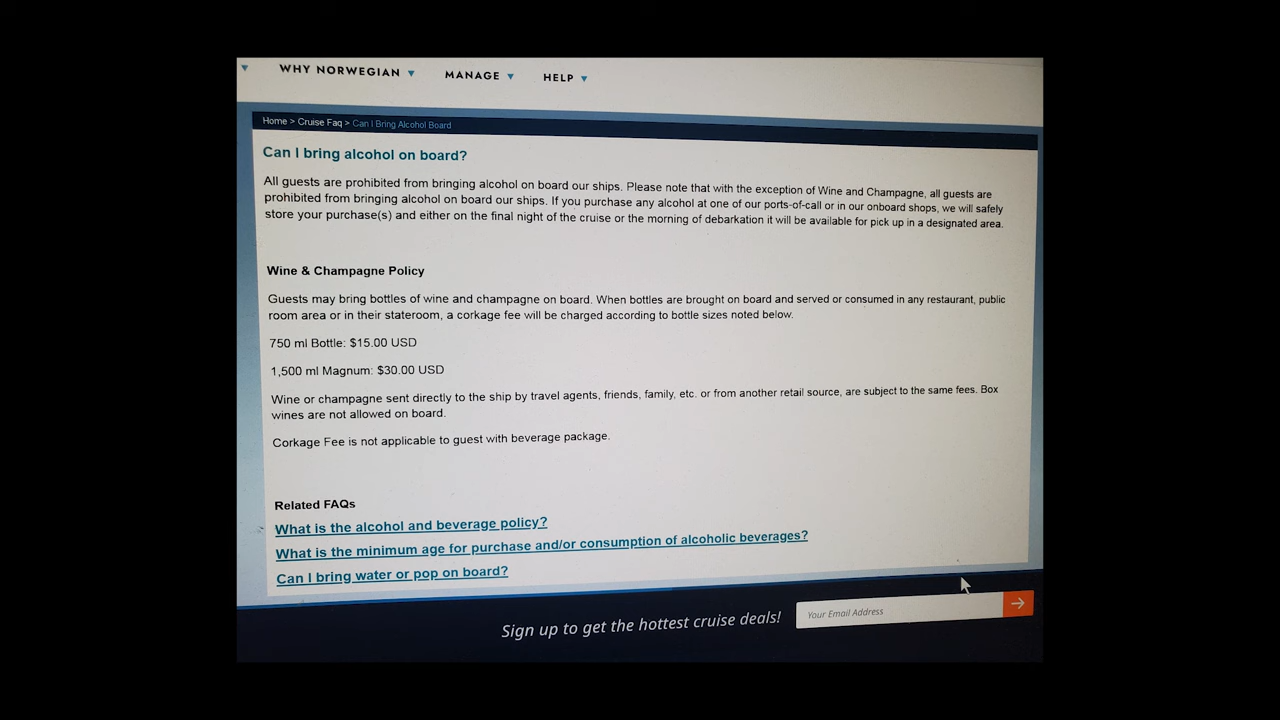 WHY NORWEGIAN MANAGE HELP
Home > Cruise Faq > Can I Bring Alcohol Board
Can I bring alcohol on board?
All guests are prohibited from bringing alcohol on board our ships. Please note that with the exception of Wine and Champagne, all guests are
prohibited from bringing alcohol on board our ships. If you purchase any alcohol at one of our ports-of-call or in our onboard shops, we will safely
store your purchase(s) and either on the final night of the cruise or the morning of debarkation it will be available for pick up in a designated area.
Wine & Champagne Policy
Guests may bring bottles of wine and champagne on board. When bottles are brought on board and served or consumed in any restaurant, public
room area or in their stateroom, a corkage fee will be charged according to bottle sizes noted below.
750 ml Bottle: $15.00 USD
1,500 ml Magnum: $30.00 USD
Wine or champagne sent directly to the ship by travel agents, friends, family, etc. or from another retail source, are subject to the same fees. Box
wines are not allowed on board.
Corkage Fee is not applicable to guest with beverage package.
Related FAQs
What is the alcohol and beverage policy?
What is the minimum age for purchase and/or consumption of alcoholic beverages?
Can I bring water or pop on board?
Sign up to get the hottest cruise deals! Your Email Address